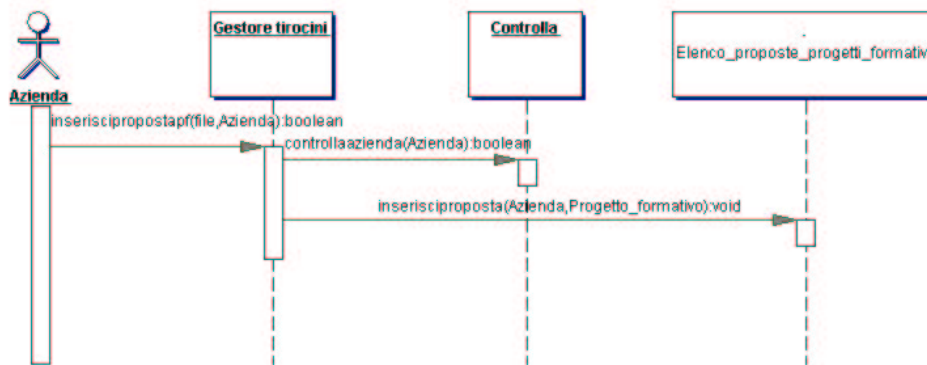 Gestore tirocini
Controlla
.
Elenco_proposte_progetti_formativ
Azienda
inseriscipropostapf(file,Azienda):boolean
controllaazienda(Azienda):boolean
inserisciproposta(Azienda,Progetto_formativo):void